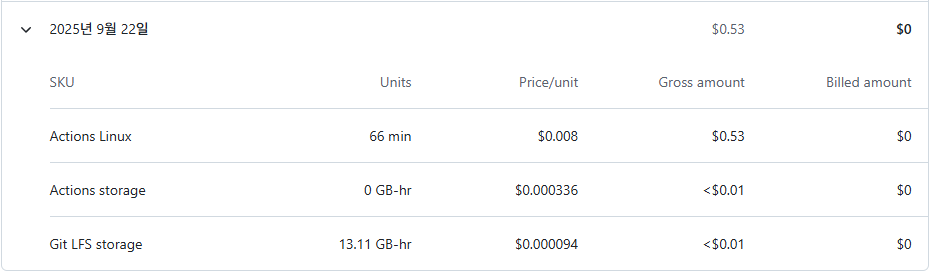 2025년 9월 22일 $0.53 $0
SKU Units Price/unit Gross amount Billed amount
Actions Linux 66 min $0.008 $0.53 $0
Actions storage 0 GB-hr $0.000336 <$0.01 $0
Git LFS storage 13.11 GB-hr $0.000094 <$0.01 $0